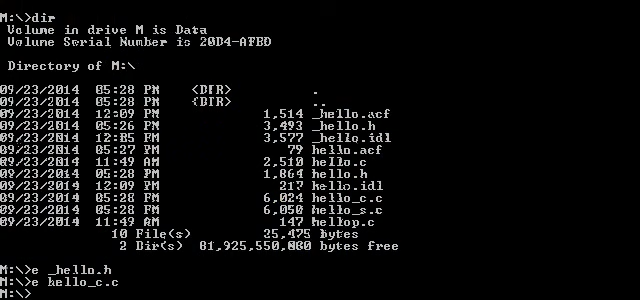 M:\>dir
 Volume in drive M is Data
 Volume Serial Number is 20D4-AFBD

 Directory of M:\

09/23/2014  05:28 PM    <DIR>          .
09/23/2014  05:28 PM    <DIR>          ..
09/23/2014  12:09 PM             1,514 _hello.acf
09/23/2014  05:26 PM             3,493 _hello.h
09/23/2014  PM             3,577 _hello.idl
09/23/2014  05:27 PM                79 hello.acf
09/23/2014  11:49 AM             2,510 hello.c
09/23/2014  05:28 PM             1,864 hello.h
09/23/2014  12:09 PM               217 hello.idl
09/23/2014  05:28 PM             6,024 hello_c.c
09/23/2014  05:28 PM             6,050 hello_s.c
09/23/2014  11:49 AM               147 hellop.c
              10 File(s)         25,475 bytes
               2 Dir(s)  bytes free

M:\>e _hello.h
M:\>e hello_c.c
M:\>